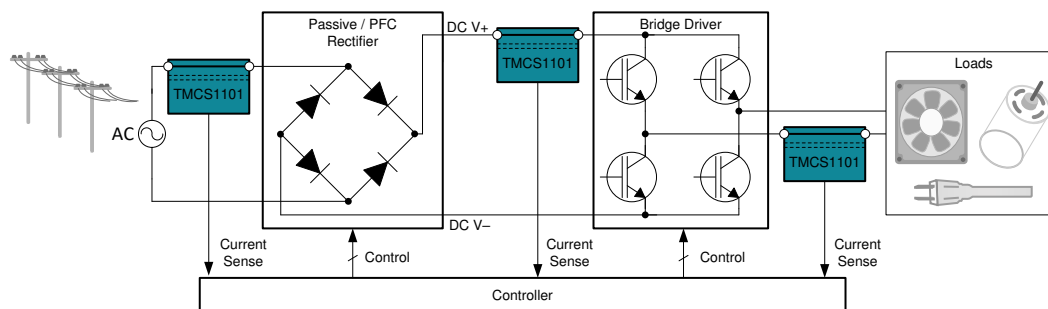 Passive / PFC
Rectifier
DC V+
Bridge Driver
Loads
TMCS1101
TMCS1101
AC
TMCS1101
DC V–
Current
Sense
Control
Current
Sense
Control
Current
Sense
Controller